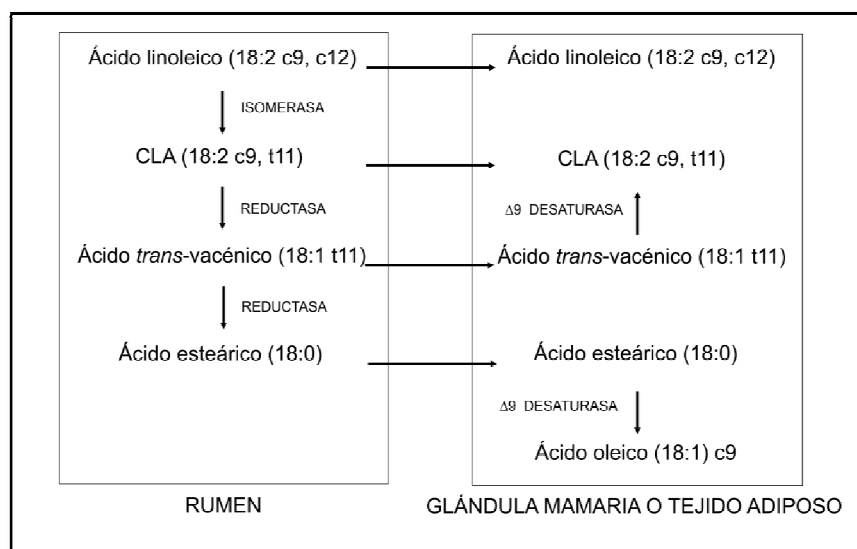 Ácido linoleico (18:2 c9, c12)
ISOMERASA
CLA (18:2 c9, t11)
REDUCTASA
Ácido trans-vacénico (18:1 t11)
REDUCTASA
Ácido esteárico (18:0)
RUMEN
Ácido linoleico (18:2 c9, c12)
CLA (18:2 c9, t11)
Δ9 DESATURASA
Ácido trans-vacénico (18:1 t11)
Ácido esteárico (18:0)
Δ9 DESATURASA
Ácido oleico (18:1) c9
GLÁNDULA MAMARIA O TEJIDO ADIPOSO